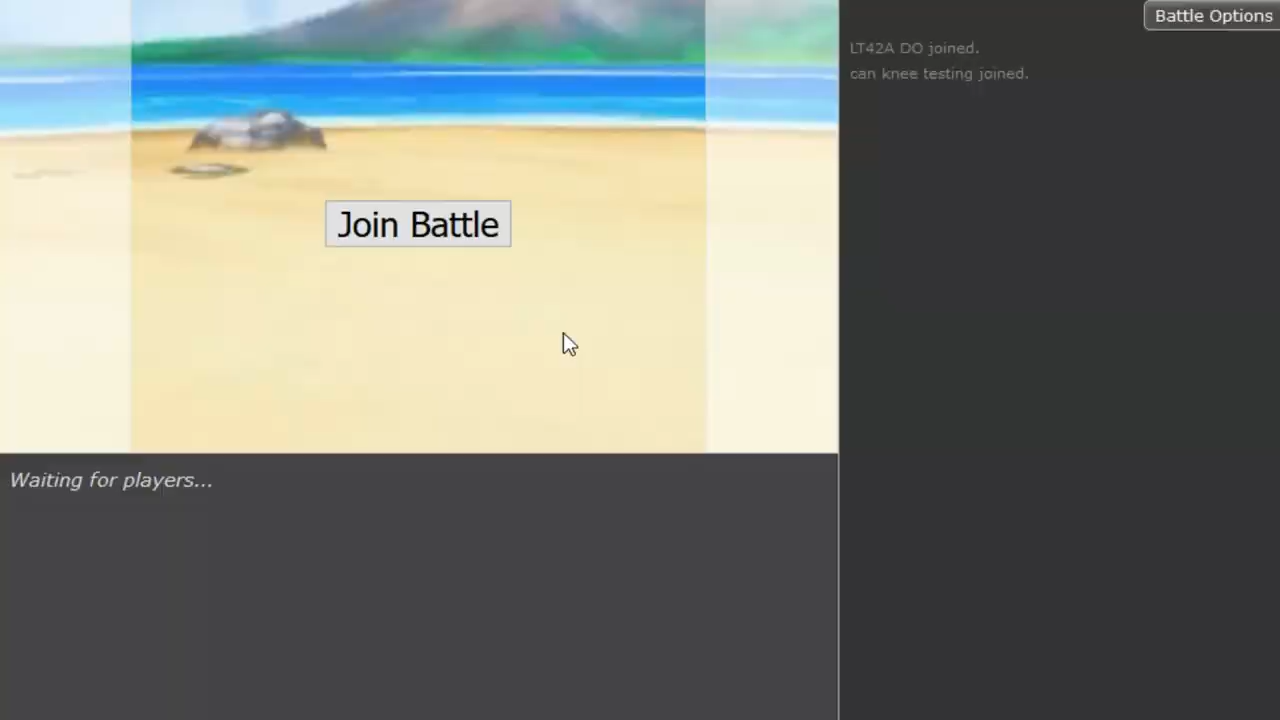 Battle Options
LT42A DO joined.
can knee testing joined.
Join Battle
Waiting for players...